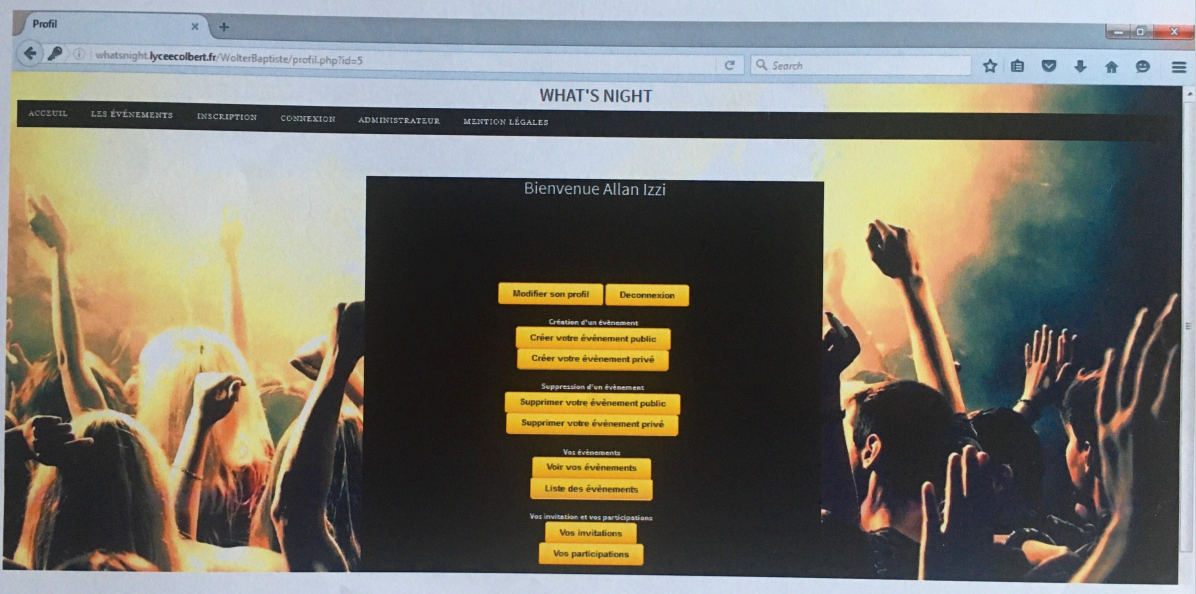 Profil
whatsnight.lyceecolbert.fr/WolterBaptiste/profil.php?id=5
Search
WHAT'S NIGHT
ACCEUIL LES ÉVÉNEMENTS INSCRIPTION CONNEXION ADMINISTRATEUR MENTION LÉGALES
Bienvenue Allan Izzi
Modifier son profil Deconnexion
Création d'un évènement
Créer votre évènement public
Créer votre évènement privé
Suppression d'un évènement
Supprimer votre évènement public
Supprimer votre évènement privé
Vos évènements
Voir vos évènements
Liste des évènements
Vos invitation et vos participations
Vos invitations
Vos participations